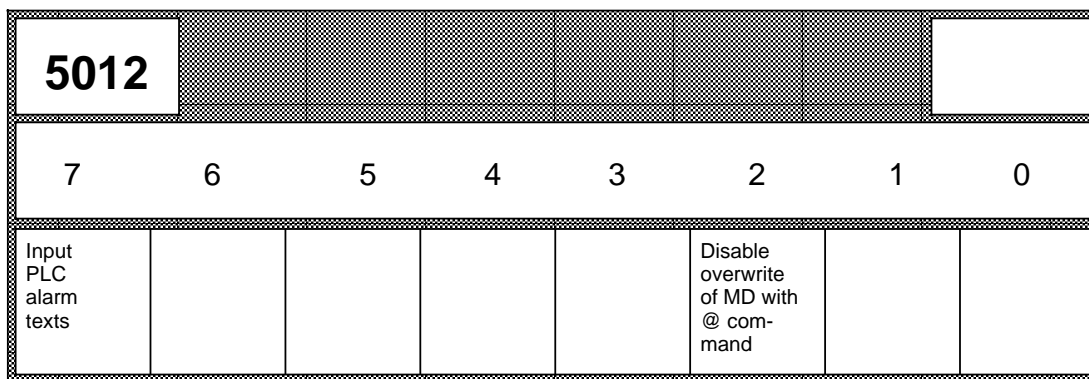 5012
7 6 5 4 3 2 1 0
Input
PLC
alarm
texts
Disable
overwrite
of MD with
@ com-
mand